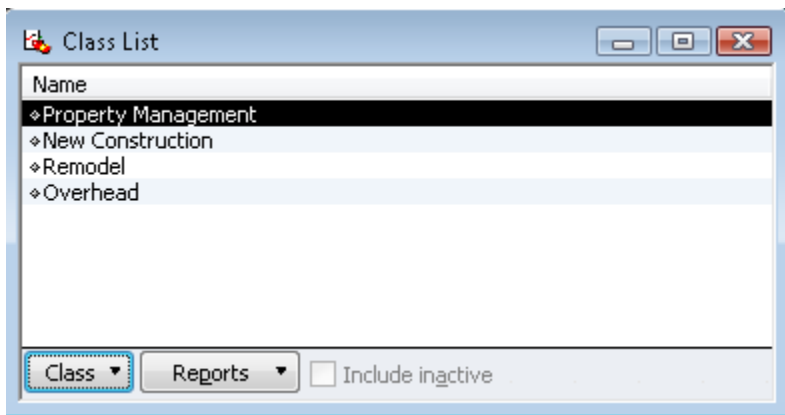 Class List
Name
Property Management
New Construction
Remodel
Overhead
Class Reports Include inactive